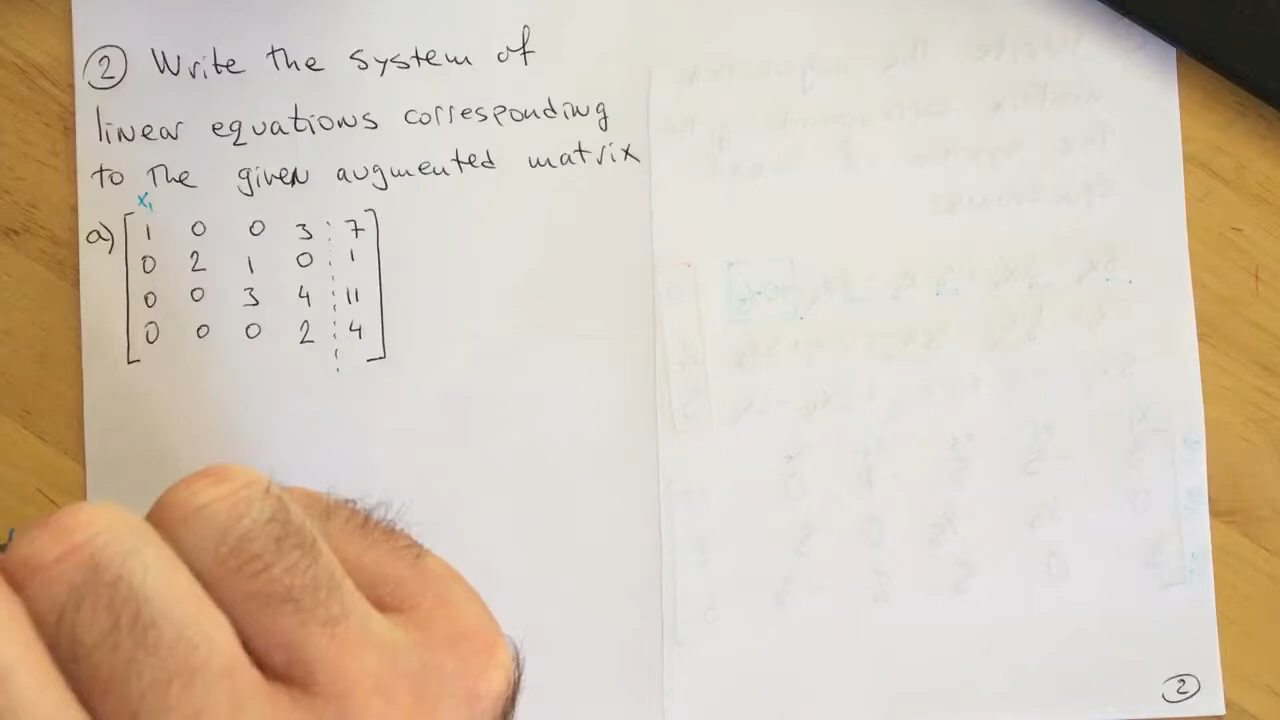 ② Write the system of
linear equations corresponding
to the given augmented matrix
x₁
a) [1 0 0 3 ⋮ 7
0 2 1 0 ⋮ 1
0 0 3 4 ⋮ 11
0 0 0 2 ⋮ 4]
②